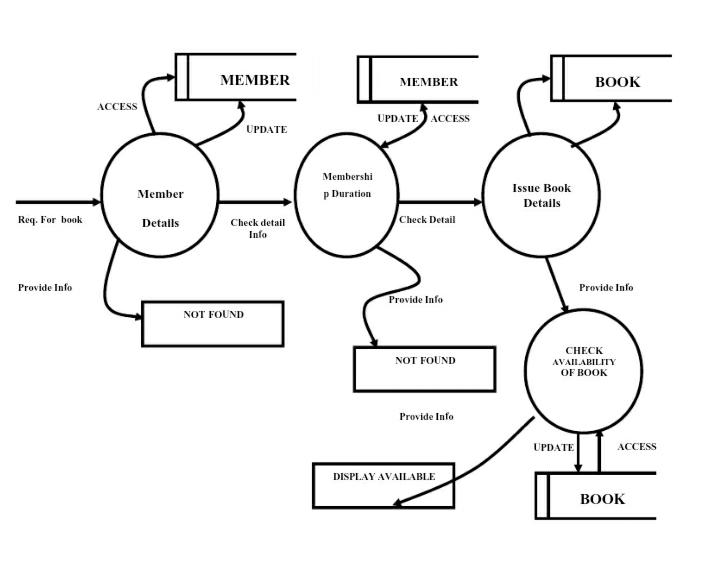 MEMBER
MEMBER
BOOK
ACCESS
UPDATE
UPDATE
ACCESS
Member
Details
Membershi
p Duration
Issue Book
Details
Req. For book
Check detail
Info
Check Detail
Provide Info
Provide Info
Provide Info
NOT FOUND
NOT FOUND
CHECK
AVAILABILITY
OF BOOK
Provide Info
UPDATE
ACCESS
DISPLAY AVAILABLE
BOOK